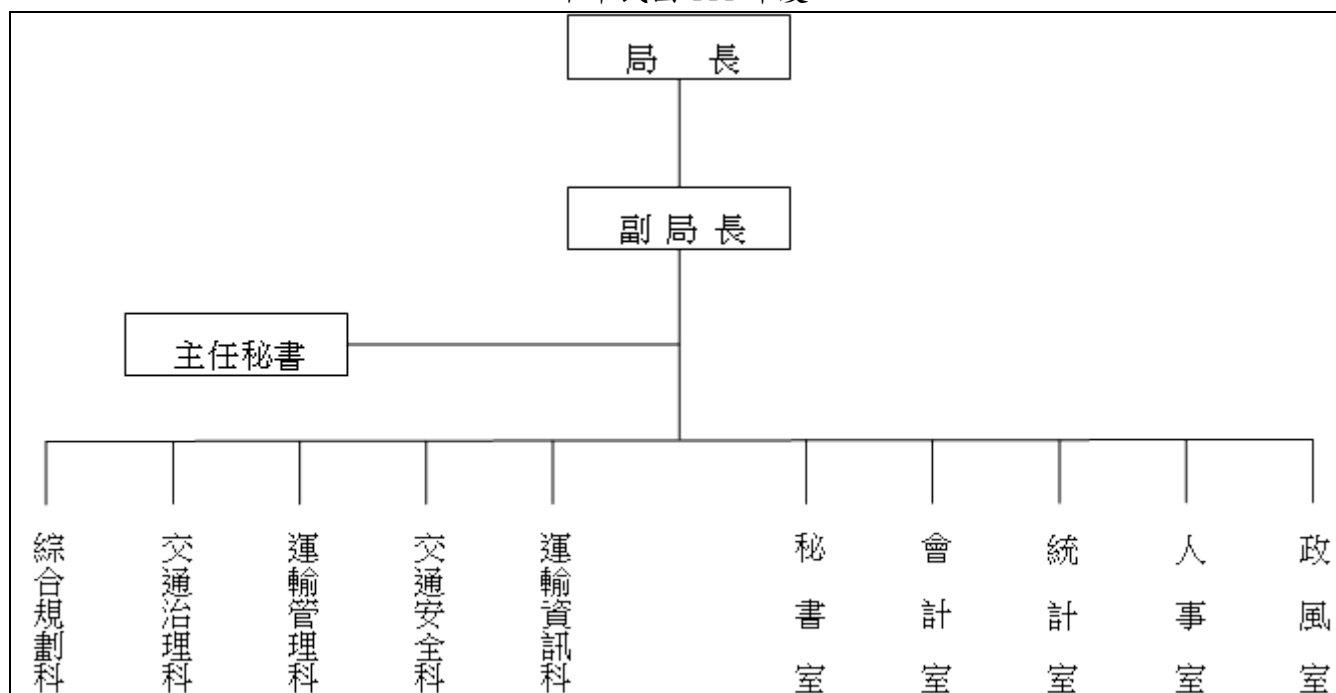 局 長
副局長
主任秘書
綜合規劃科
交通治理科
運輸管理科
交通安全科
運輸資訊科
秘書室
會計室
統計室
人事室
政風室